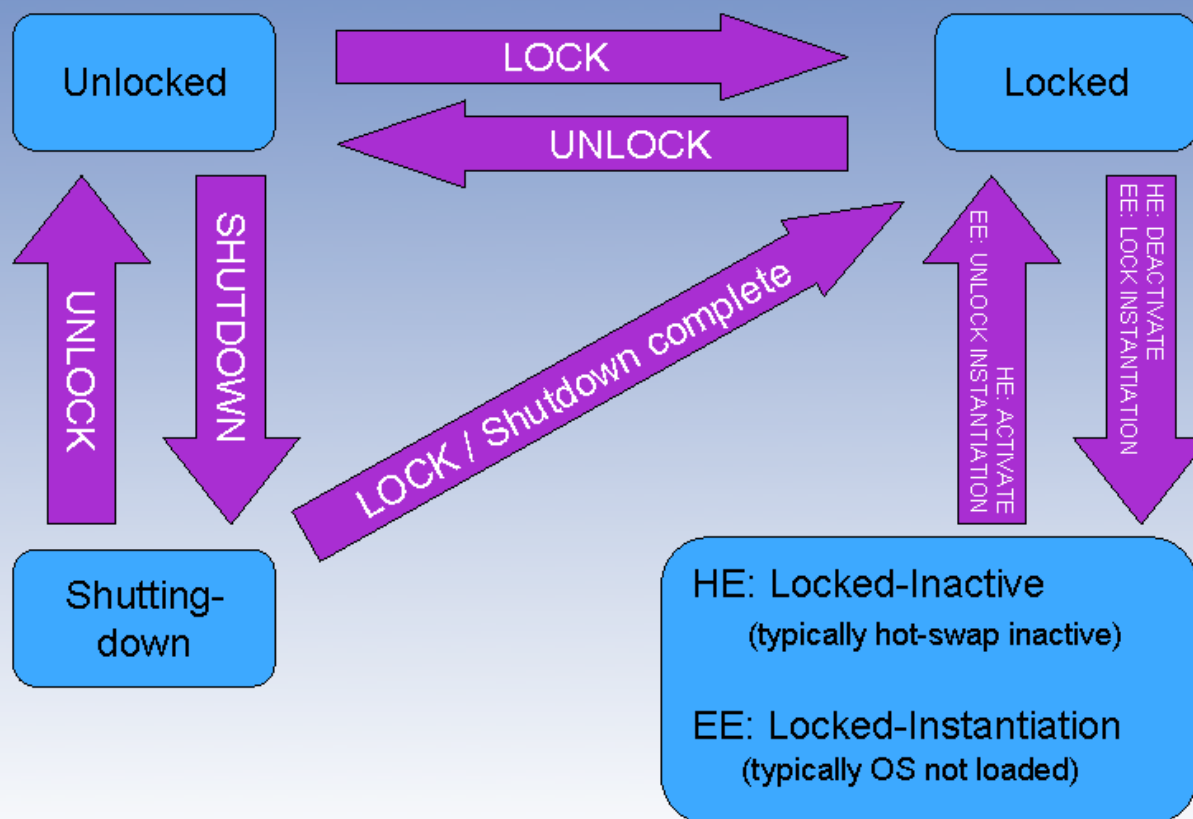 Unlocked
LOCK
UNLOCK
Locked
UNLOCK
SHUTDOWN
LOCK / Shutdown complete
HE: ACTIVATE
EE: UNLOCK INSTANTIATION
HE: DEACTIVATE
EE: LOCK INSTANTIATION
Shutting-
down
HE: Locked-Inactive
(typically hot-swap inactive)
EE: Locked-Instantiation
(typically OS not loaded)